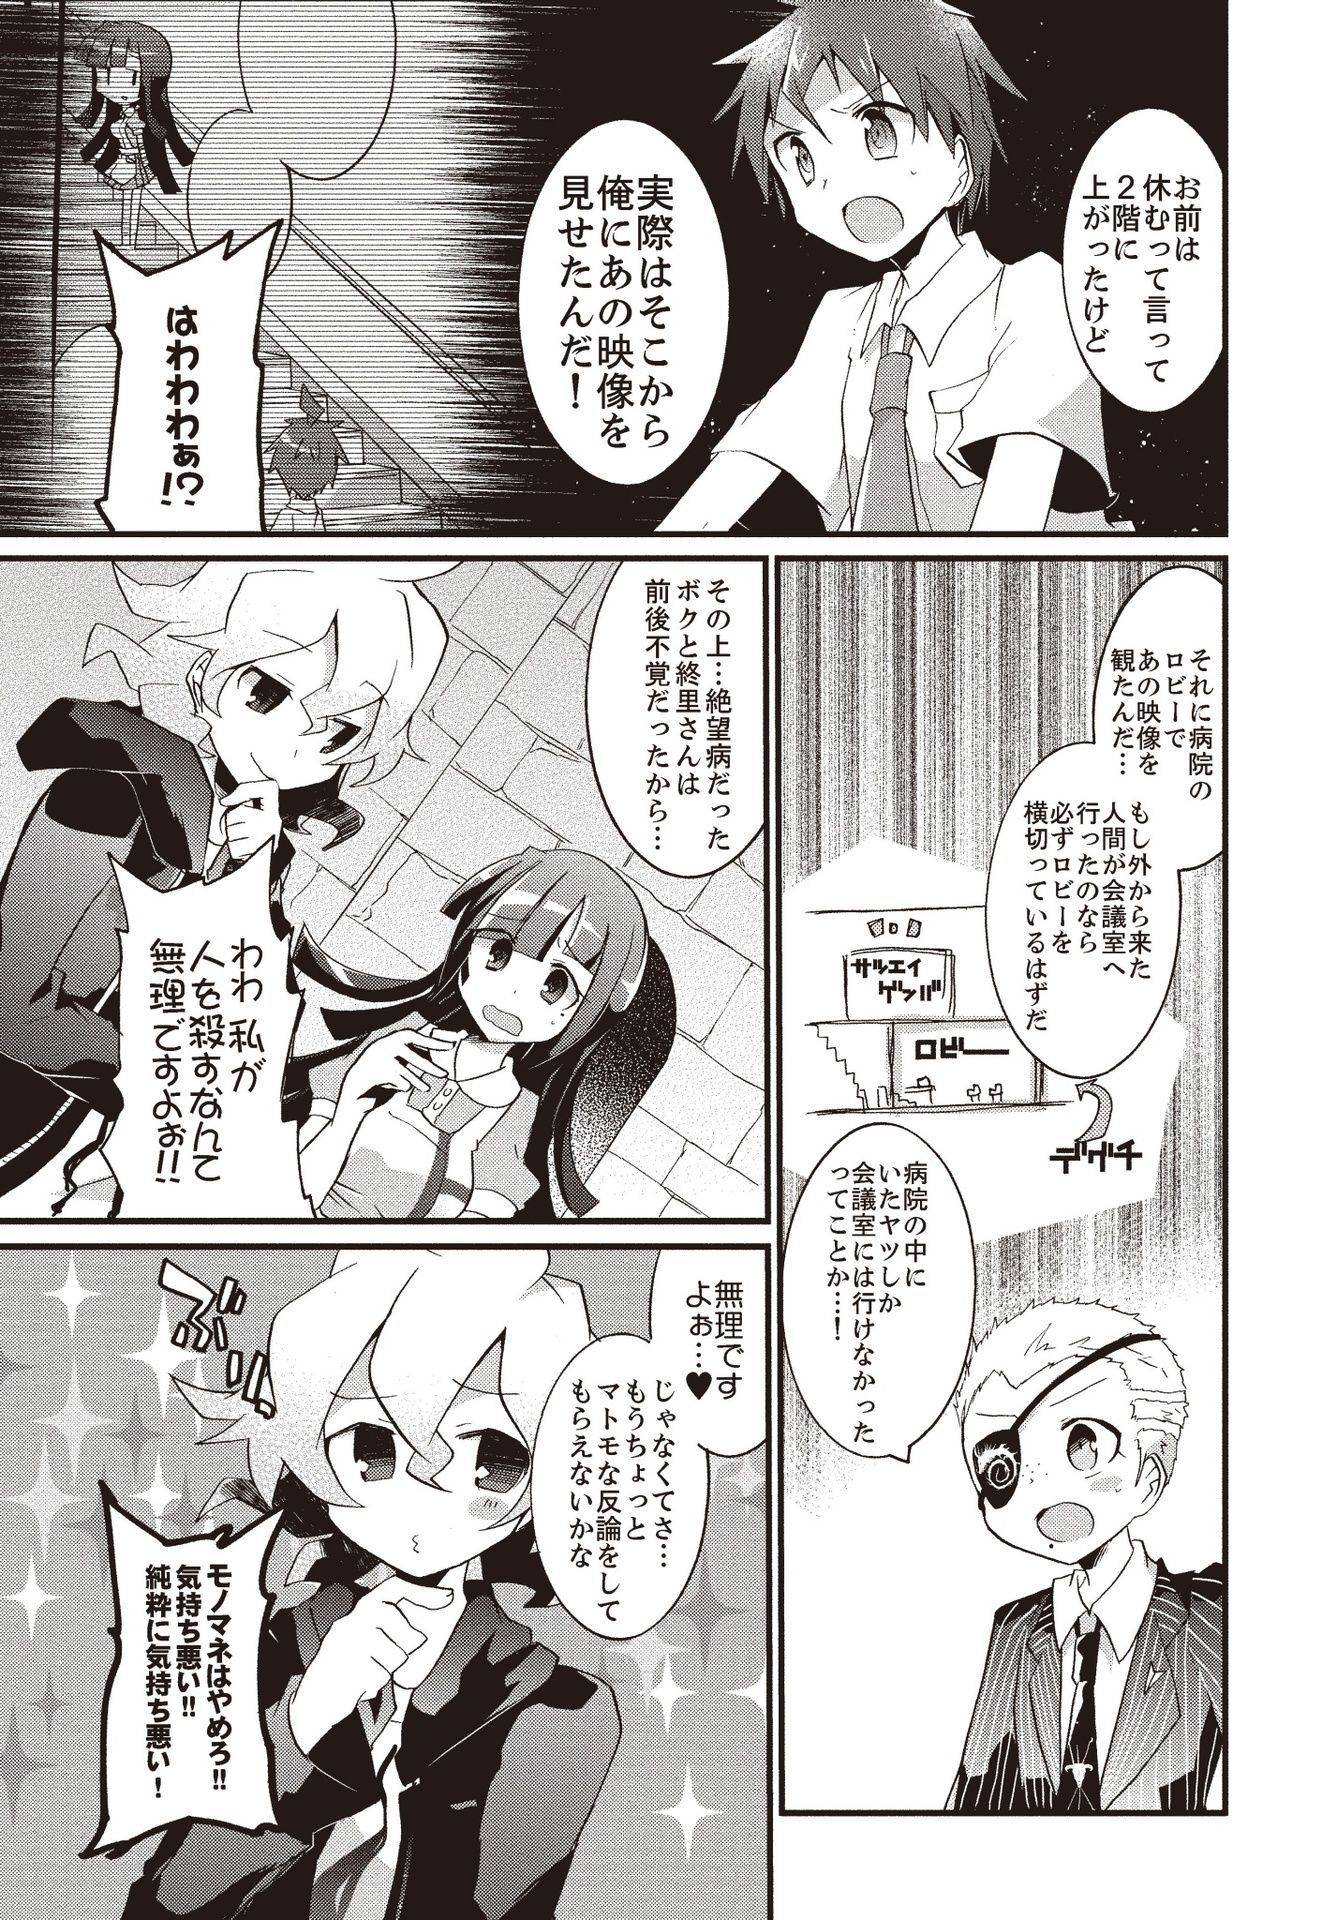 お前は
休むって言って
2階に
上がったけど
実際はそこから
俺にあの映像を
見せたんだ！
はわわわぁ!?
それに病院の
ロビーで
あの映像を
観たんだ…
もし外から来た
人間が会議室へ
行ったのなら
必ずロビーを
横切っているはずだ
サツエイ
ゲンバ
ロビー
デグチ
病院の中に
いたヤツしか
会議室には行けなかった
ってことか…！
その上…絶望病だった
ボクと終里さんは
前後不覚だったから…
わわ私が
人を殺すなんて
無理ですよぉ!!
無理です
よぉ…♥
じゃなくてさ…
もうちょっと
マトモな反論をして
もらえないかな
ぶりっ
モノマネはやめろ!!
気持ち悪い!!
純粋に気持ち悪い！